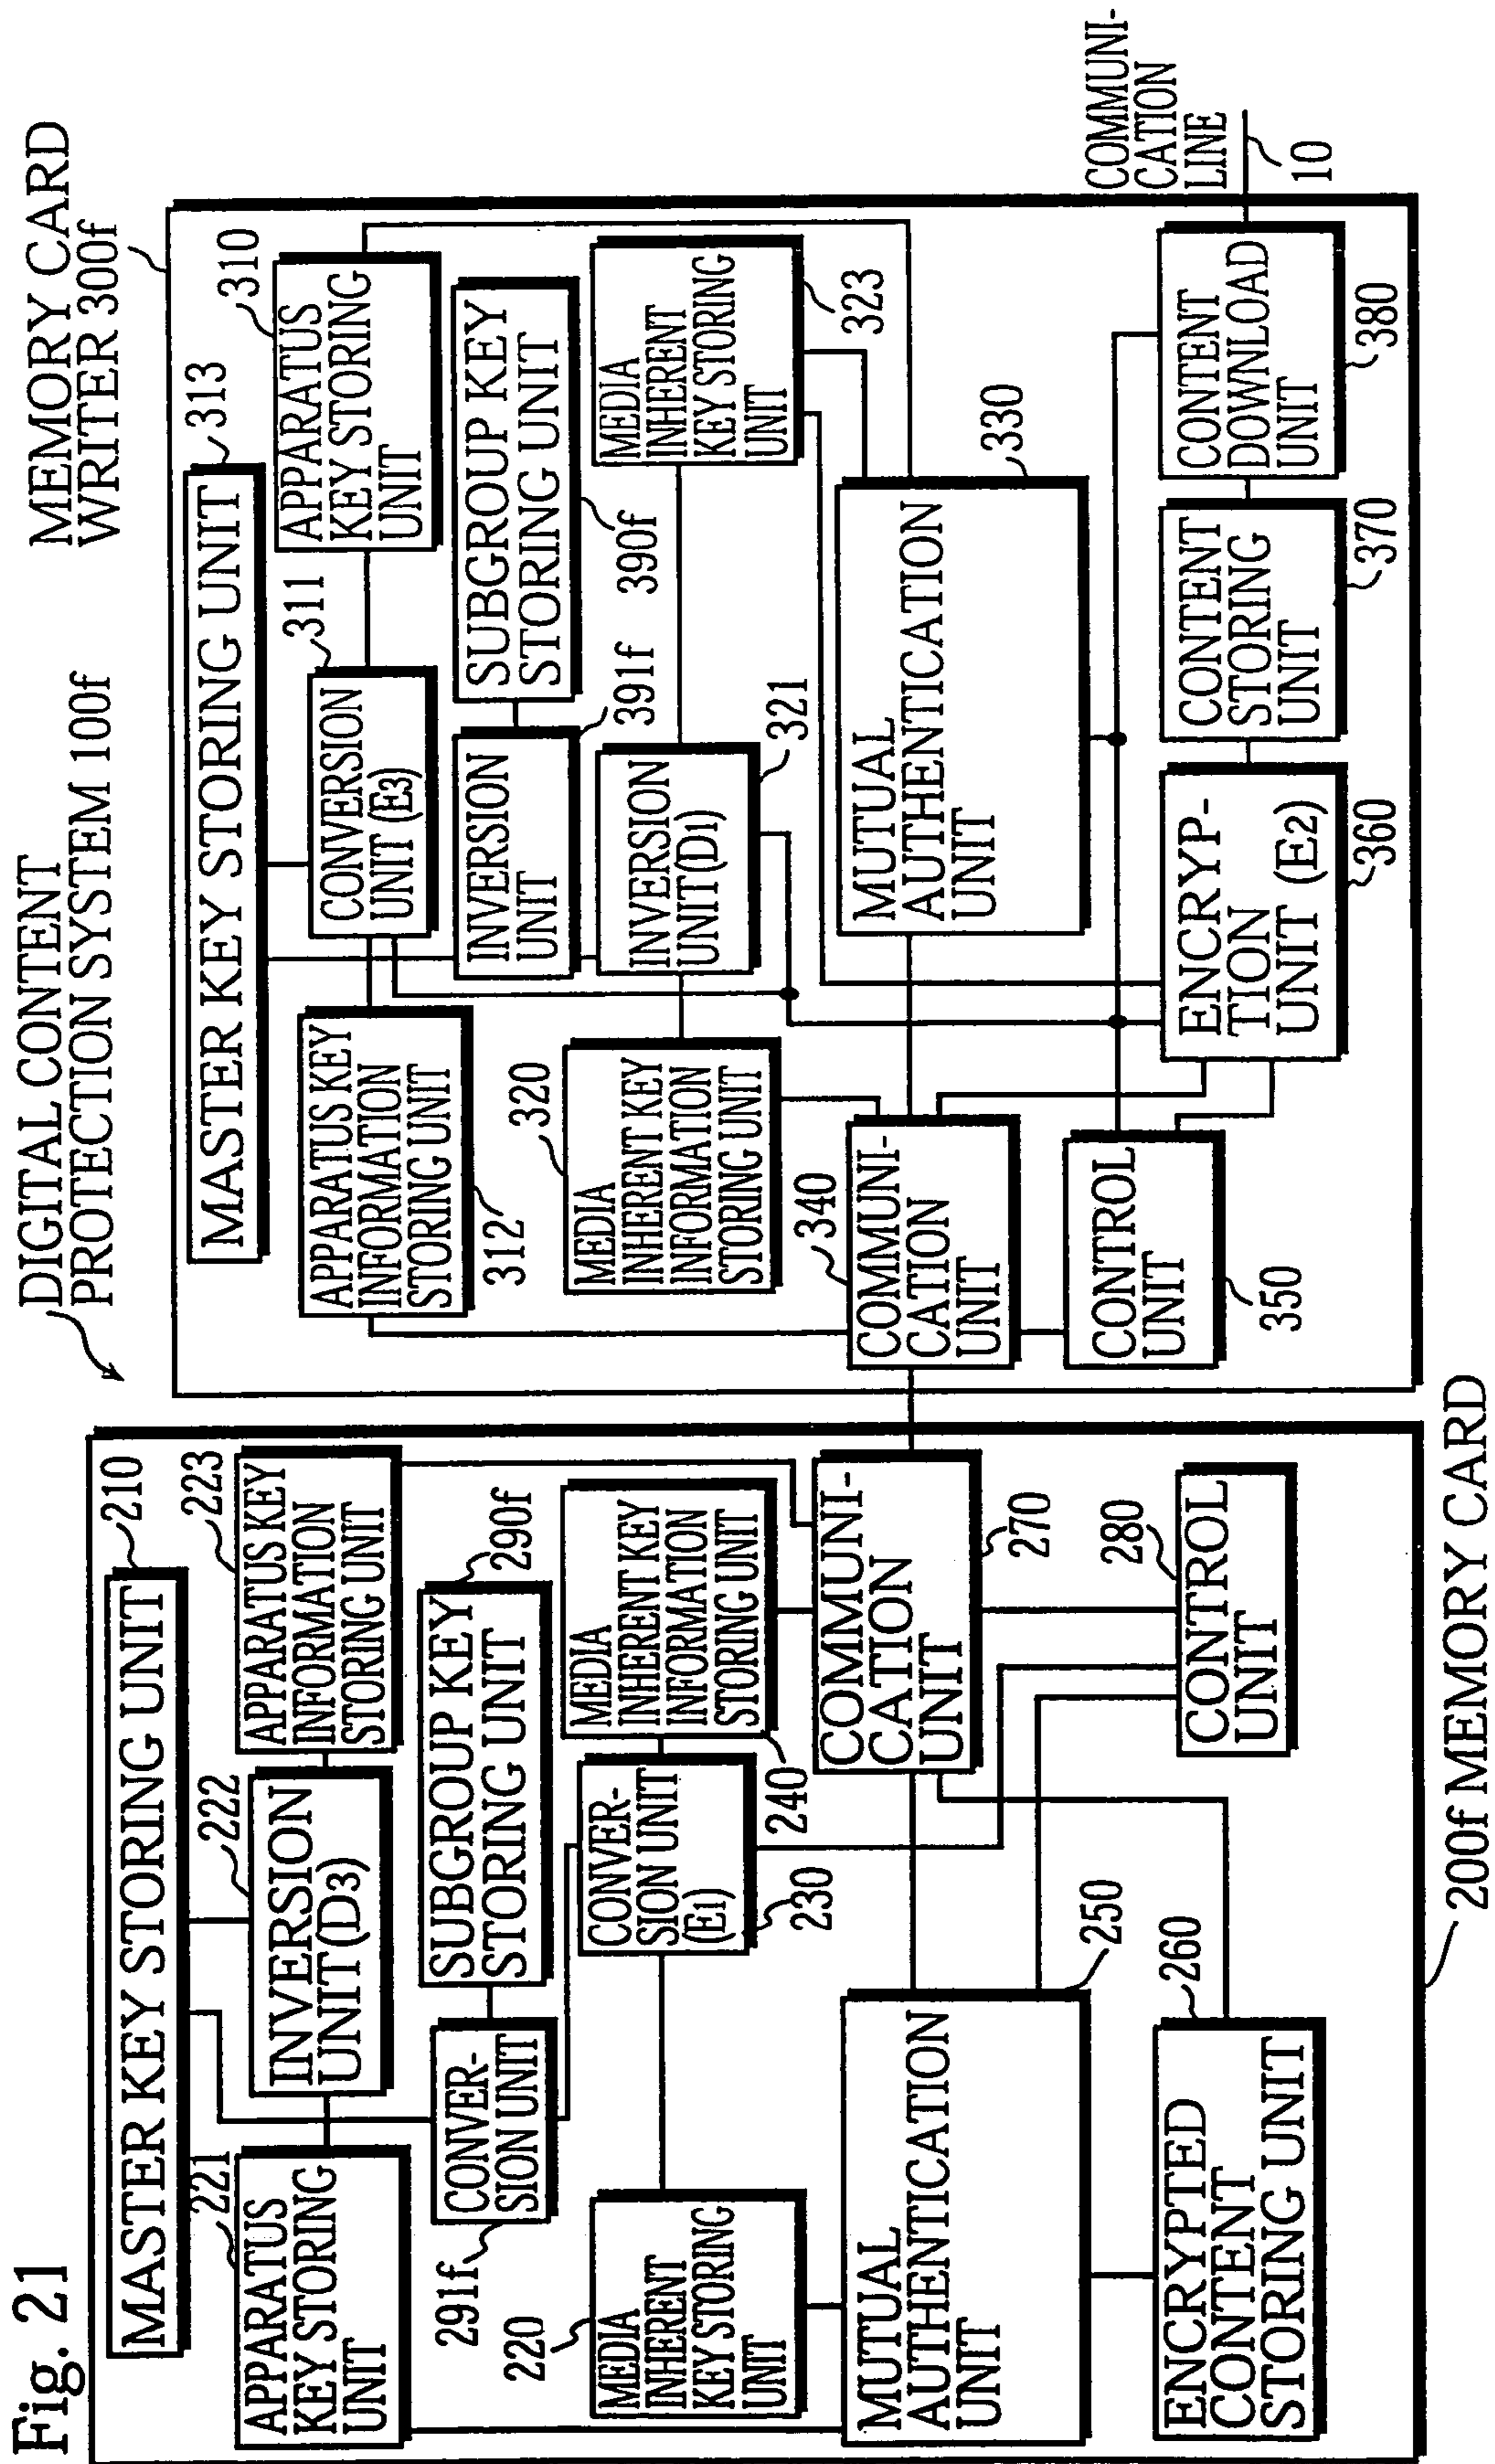 Fig. 21
DIGITAL CONTENT
PROTECTION SYSTEM 100f
MEMORY CARD
WRITER 300f
MASTER KEY STORING UNIT
210
221
APPARATUS
KEY STORING
UNIT
222
INVERSION
UNIT (D3)
223
APPARATUS KEY
INFORMATION
STORING UNIT
SUBGROUP KEY
STORING UNIT
290f
CONVER-
SION UNIT
291f
220
MEDIA
INHERENT
KEY STORING
UNIT
CONVER-
SION UNIT
(E1)
230
MEDIA
INHERENT KEY
INFORMATION
STORING UNIT
240
MUTUAL
AUTHENTICATION
UNIT
250
COMMUNI-
CATION
UNIT
270
260
ENCRYPTED
CONTENT
STORING UNIT
280
CONTROL
UNIT
200f MEMORY CARD
MASTER KEY STORING UNIT
313
APPARATUS KEY
INFORMATION
STORING UNIT
312
311
CONVERSION
UNIT (E3)
310
APPARATUS
KEY STORING
UNIT
INVERSION
UNIT
391f
SUBGROUP KEY
STORING UNIT
390f
320
MEDIA
INHERENT KEY
INFORMATION
STORING UNIT
INVERSION
UNIT (D1)
321
MEDIA
INHERENT
KEY STORING
UNIT
323
340
COMMUNI-
CATION
UNIT
MUTUAL
AUTHENTICATION
UNIT
330
CONTROL
UNIT
350
ENCRYP-
TION
UNIT (E2)
360
CONTENT
STORING
UNIT
370
CONTENT
DOWNLOAD
UNIT
380
COMMUNI-
CATION
LINE
10